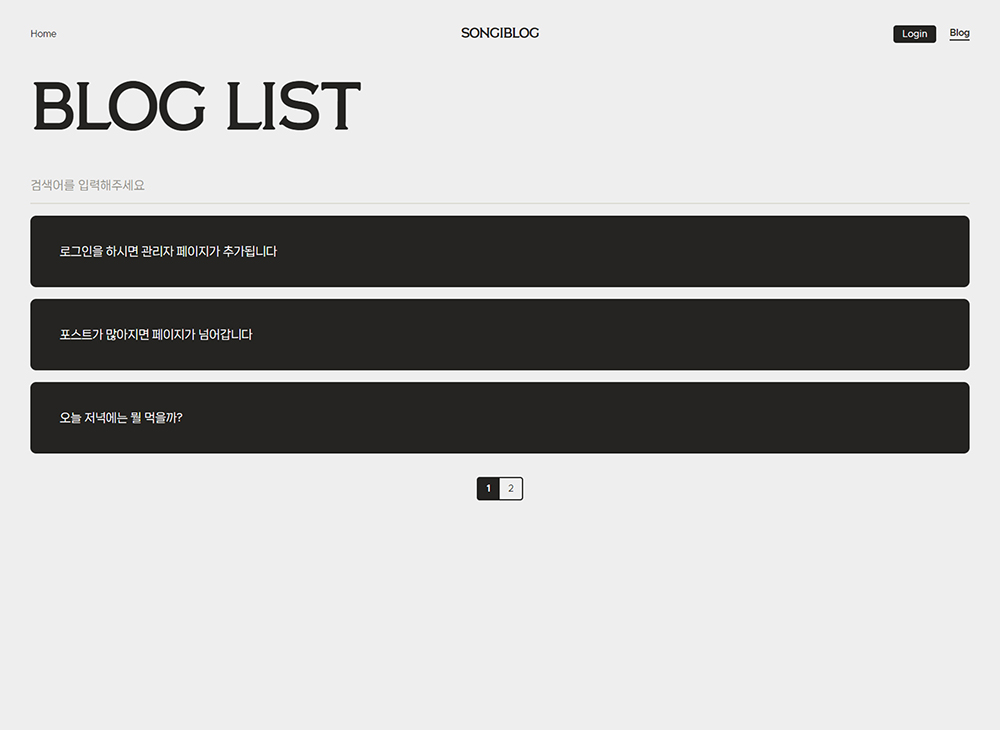 Home
SONGIBLOG
Login
Blog
BLOG LIST
검색어를 입력해주세요
로그인을 하시면 관리자 페이지가 추가됩니다
포스트가 많아지면 페이지가 넘어갑니다
오늘 저녁에는 뭘 먹을까?
1 2